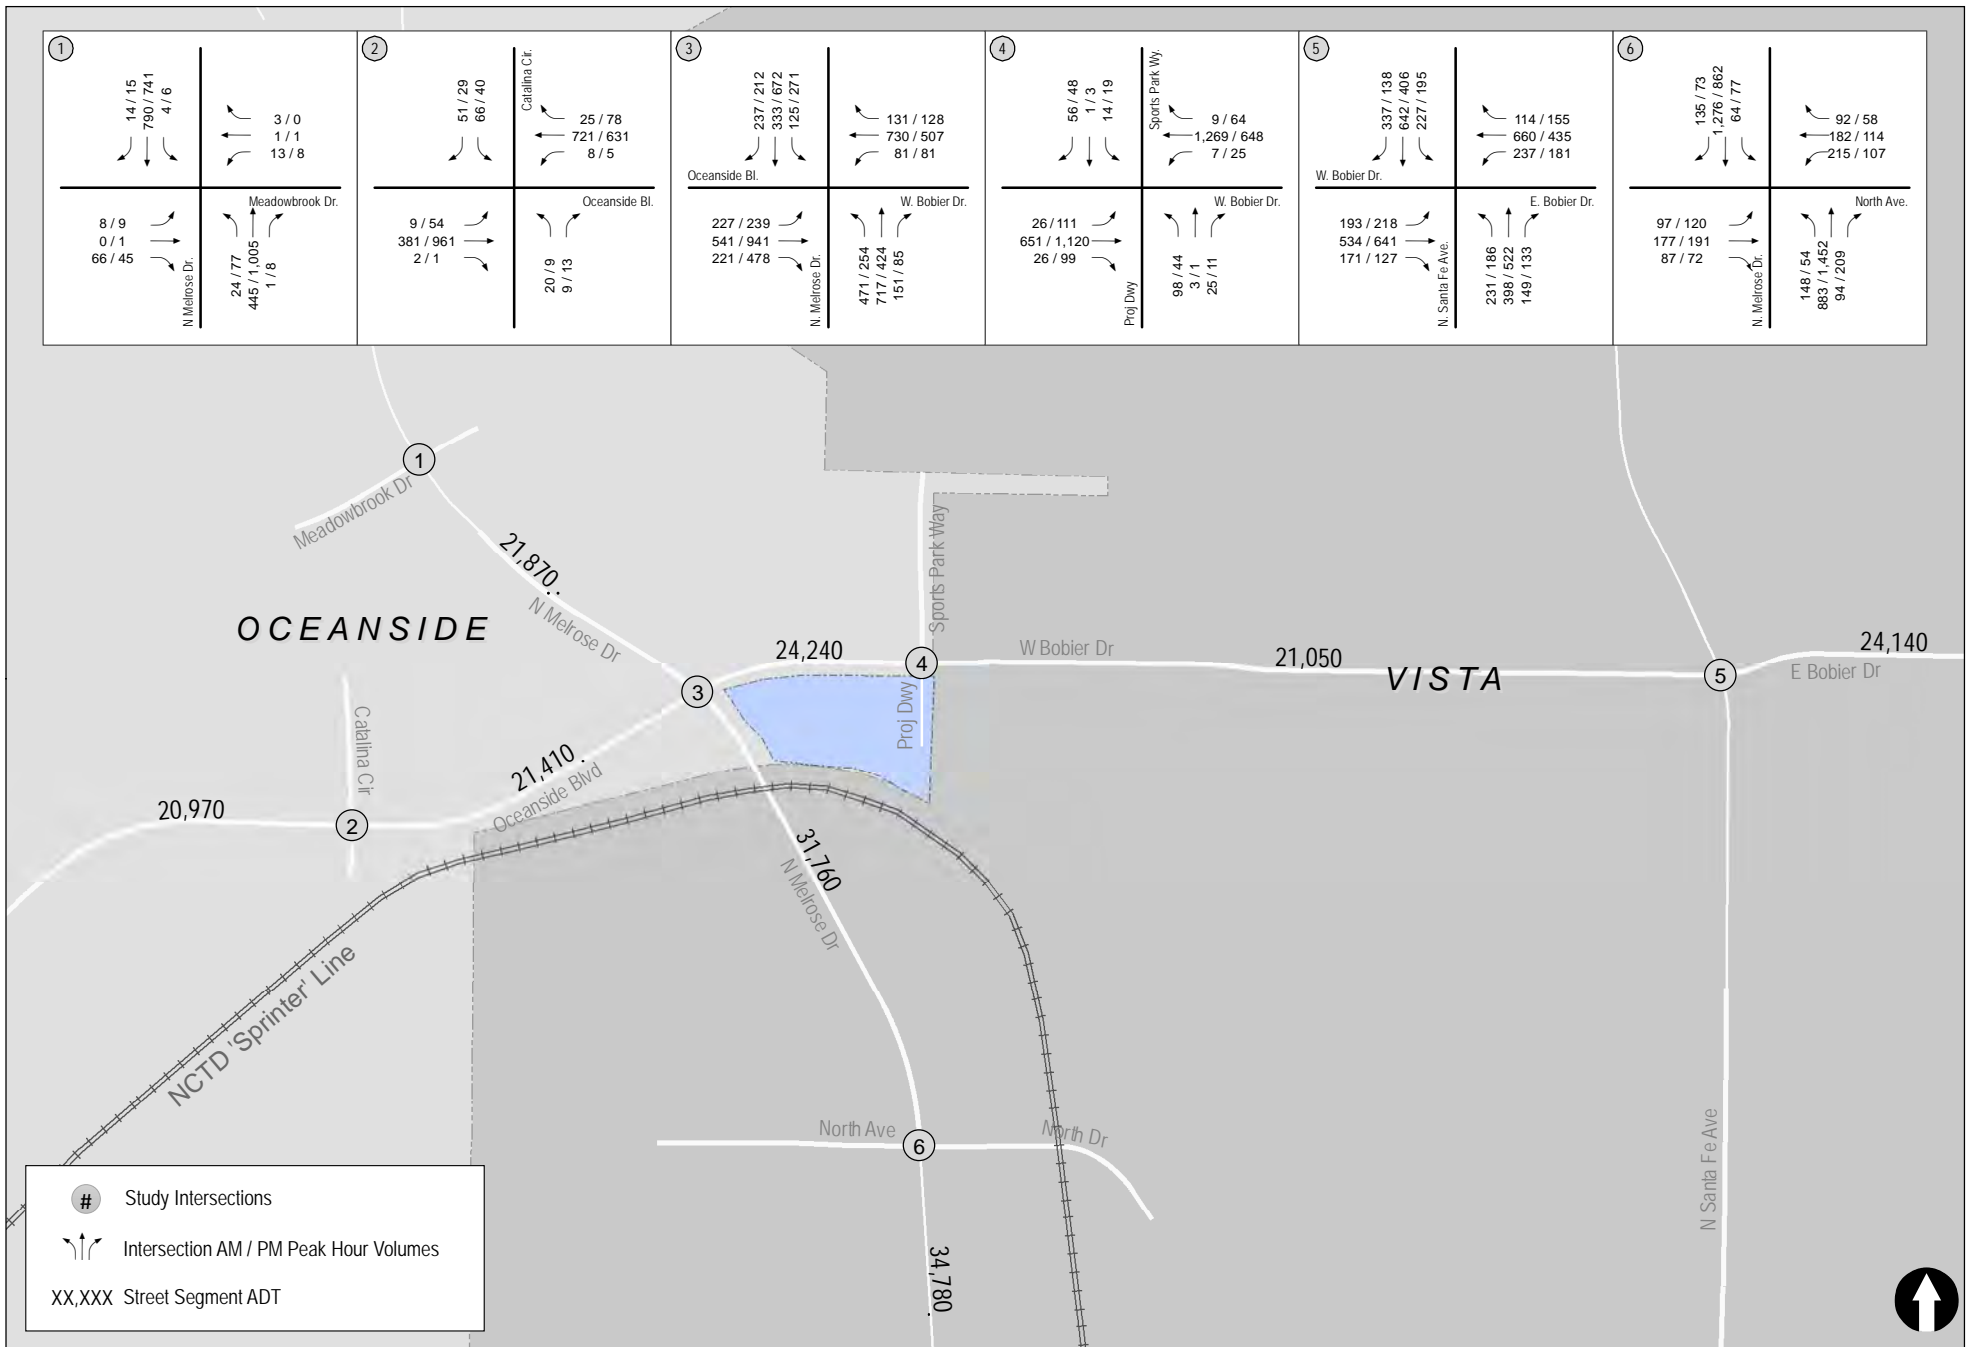 1
14 / 15
790 / 741
4 / 6
3 / 0
1 / 1
13 / 8
Meadowbrook Dr.
8 / 9
0 / 1
66 / 45
N Melrose Dr.
24 / 77
445 / 1,005
1 / 8
2
51 / 29
66 / 40
Catalina Cir.
25 / 78
721 / 631
8 / 5
Oceanside Bl.
9 / 54
381 / 961
2 / 1
20 / 9
9 / 13
3
237 / 212
333 / 672
125 / 271
131 / 128
730 / 507
81 / 81
Oceanside Bl.
W. Bobier Dr.
227 / 239
541 / 941
221 / 478
N. Melrose Dr.
471 / 254
717 / 424
151 / 85
4
56 / 48
1 / 3
14 / 19
Sports Park Wy.
9 / 64
1,269 / 648
7 / 25
W. Bobier Dr.
26 / 111
651 / 1,120
26 / 99
Proj Dwy
98 / 44
3 / 1
25 / 11
5
337 / 138
642 / 406
227 / 195
114 / 155
660 / 435
237 / 181
W. Bobier Dr.
E. Bobier Dr.
193 / 218
534 / 641
171 / 127
N. Santa Fe Ave.
231 / 186
398 / 522
149 / 133
6
135 / 73
1,276 / 862
64 / 77
92 / 58
182 / 114
215 / 107
North Ave.
97 / 120
177 / 191
87 / 72
N. Melrose Dr.
148 / 54
883 / 1,452
94 / 209
1
Meadowbrook Dr
21,870
N Melrose Dr
OCEANSIDE
Sports Park Way
24,240
4
W Bobier Dr
21,050
VISTA
5
24,140
E Bobier Dr
3
Proj Dwy
Catalina Cir
21,410
Oceanside Blvd
20,970
2
31,760
N Melrose Dr
NCTD 'Sprinter' Line
North Ave
6
North Dr
N Santa Fe Ave
34,780
# Study Intersections
Intersection AM / PM Peak Hour Volumes
XX,XXX Street Segment ADT